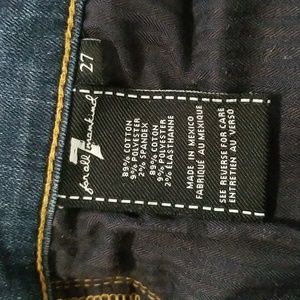 27
7
for all mankind
89% COTTON
9% POLYESTER
2% SPANDEX
89% COTON
9% POLYESTER
2% ÉLASTHANNE
MADE IN MEXICO
FABRIQUÉ AU MEXIQUE
SEE REVERSE FOR CARE
ENTRETIEN AU VERSO